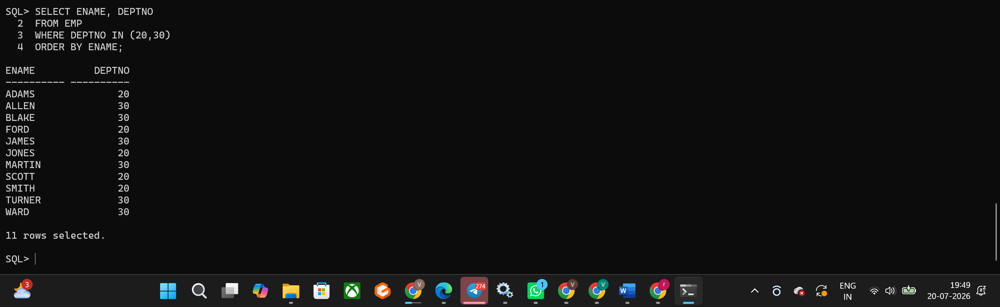 SQL> SELECT ENAME, DEPTNO
  2  FROM EMP
  3  WHERE DEPTNO IN (20,30)
  4  ORDER BY ENAME;

ENAME          DEPTNO
---------- ----------
ADAMS              20
ALLEN              30
BLAKE              30
FORD               20
JAMES              30
JONES              20
MARTIN             30
SCOTT              20
SMITH              20
TURNER             30
WARD               30

11 rows selected.

SQL>
3
V
274
1
V
V
W
r
ENG
IN
19:49
20-07-2026